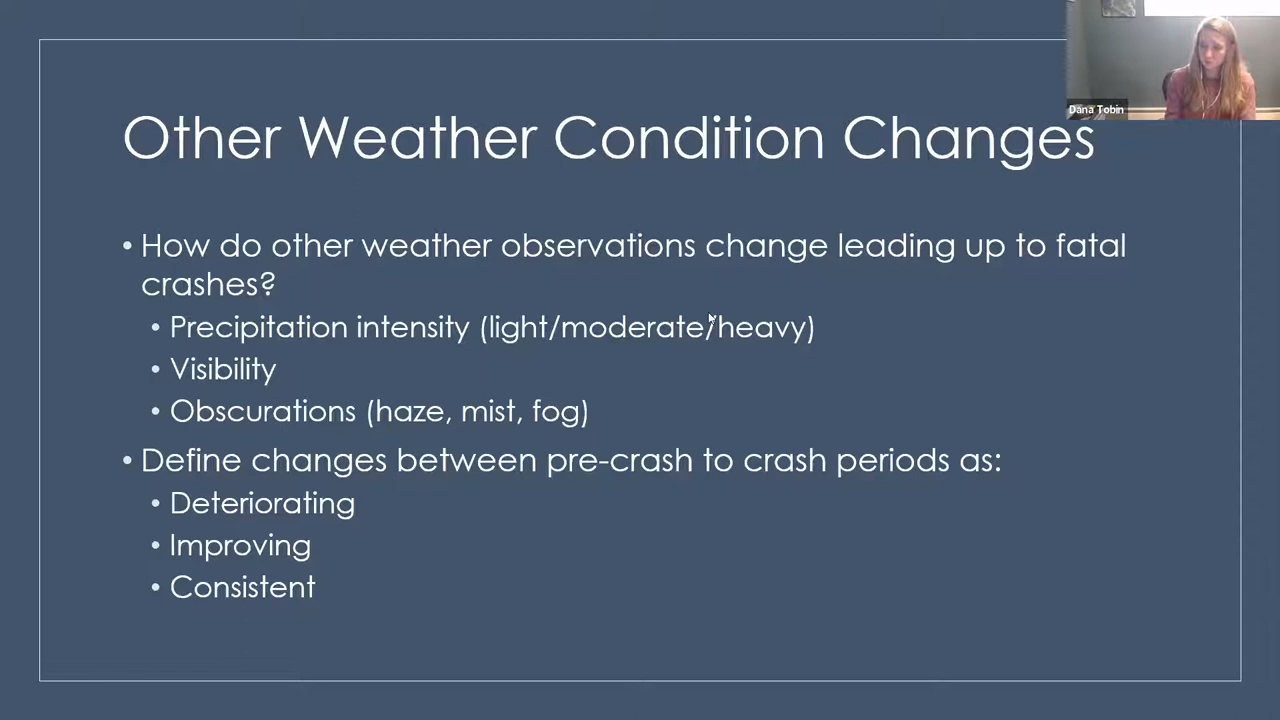 Dana Tobin
Other Weather Condition Changes
• How do other weather observations change leading up to fatal
crashes?
• Precipitation intensity (light/moderate/heavy)
• Visibility
• Obscurations (haze, mist, fog)
• Define changes between pre-crash to crash periods as:
• Deteriorating
• Improving
• Consistent